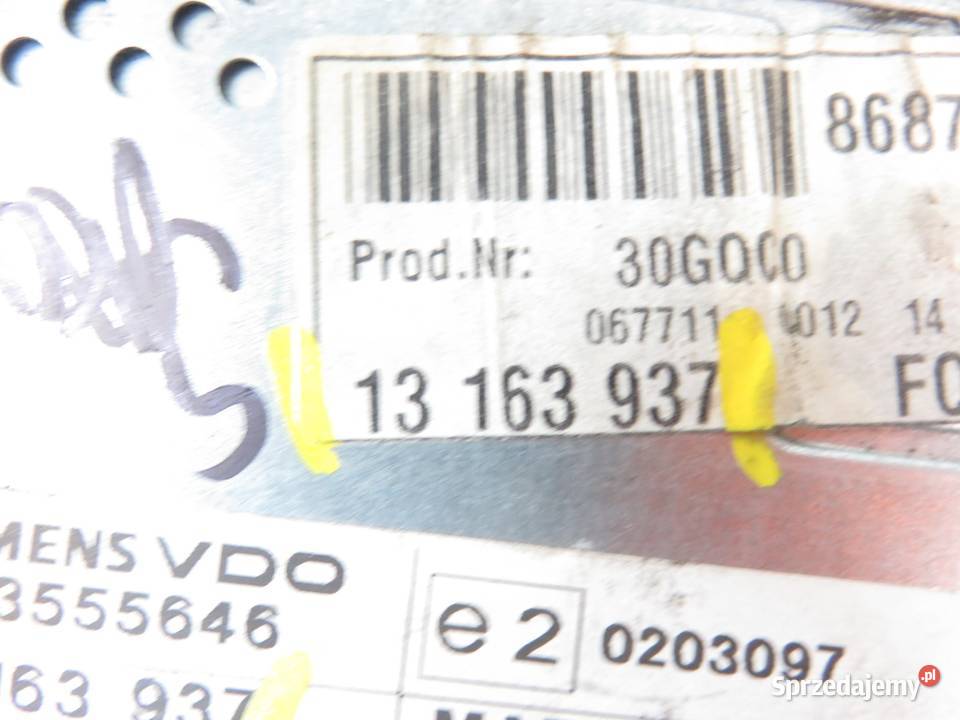 8687
Prod.Nr: 30GQC0
067711 012 14
13 163 937 FC
MENS VDO
3555646
e2 0203097
163 937
Sprzedajemy.pl